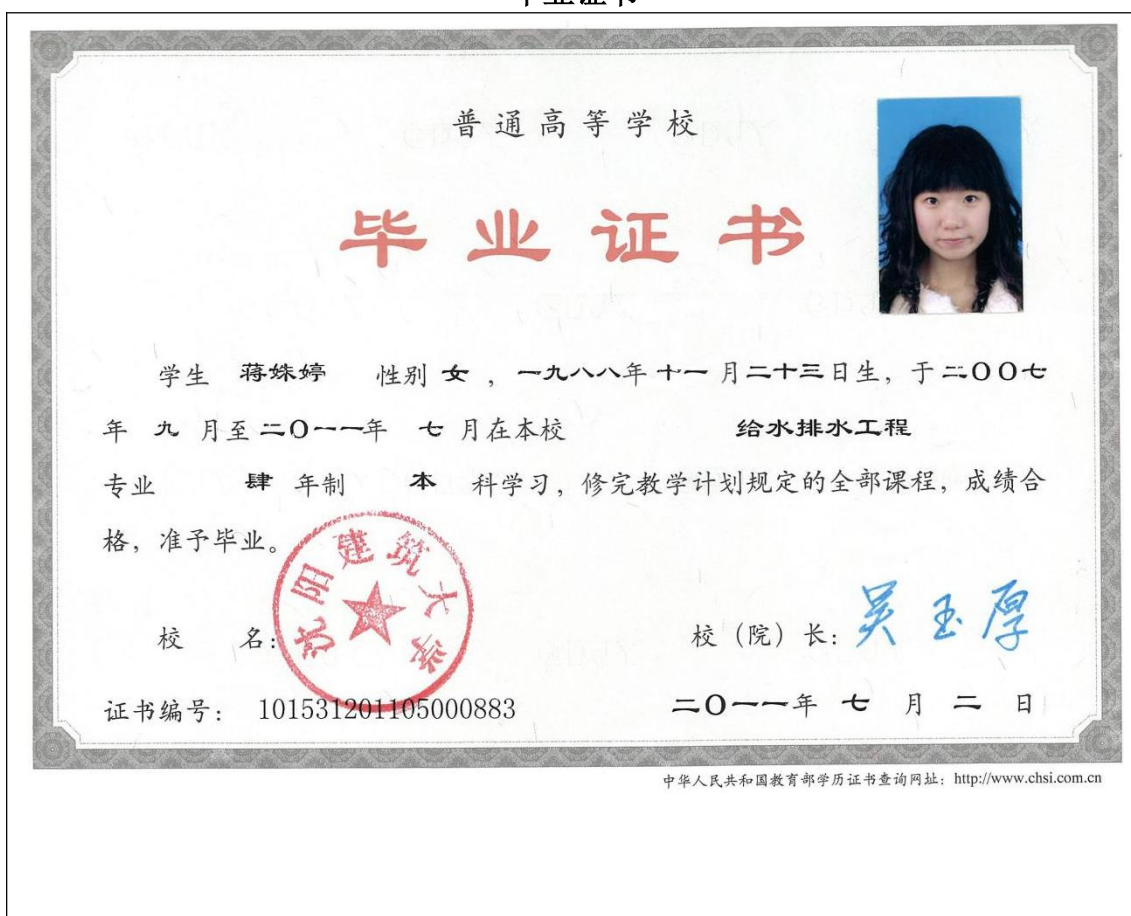 毕业证书
普通高等学校
毕业证书
学生 蒋姝婷 性别 女 ，一九八八年 十一 月二十三日生，于二〇〇七
年 九 月至 二〇一一年 七 月在本校 给水排水工程
专业 肆 年制 本 科学习，修完教学计划规定的全部课程，成绩合
格，准予毕业。
沈阳建筑大学
校 名：
校（院）长：吴玉厚
证书编号： 101531201105000883
二〇一一年 七 月 二 日
中华人民共和国教育部学历证书查询网址：http://www.chsi.com.cn